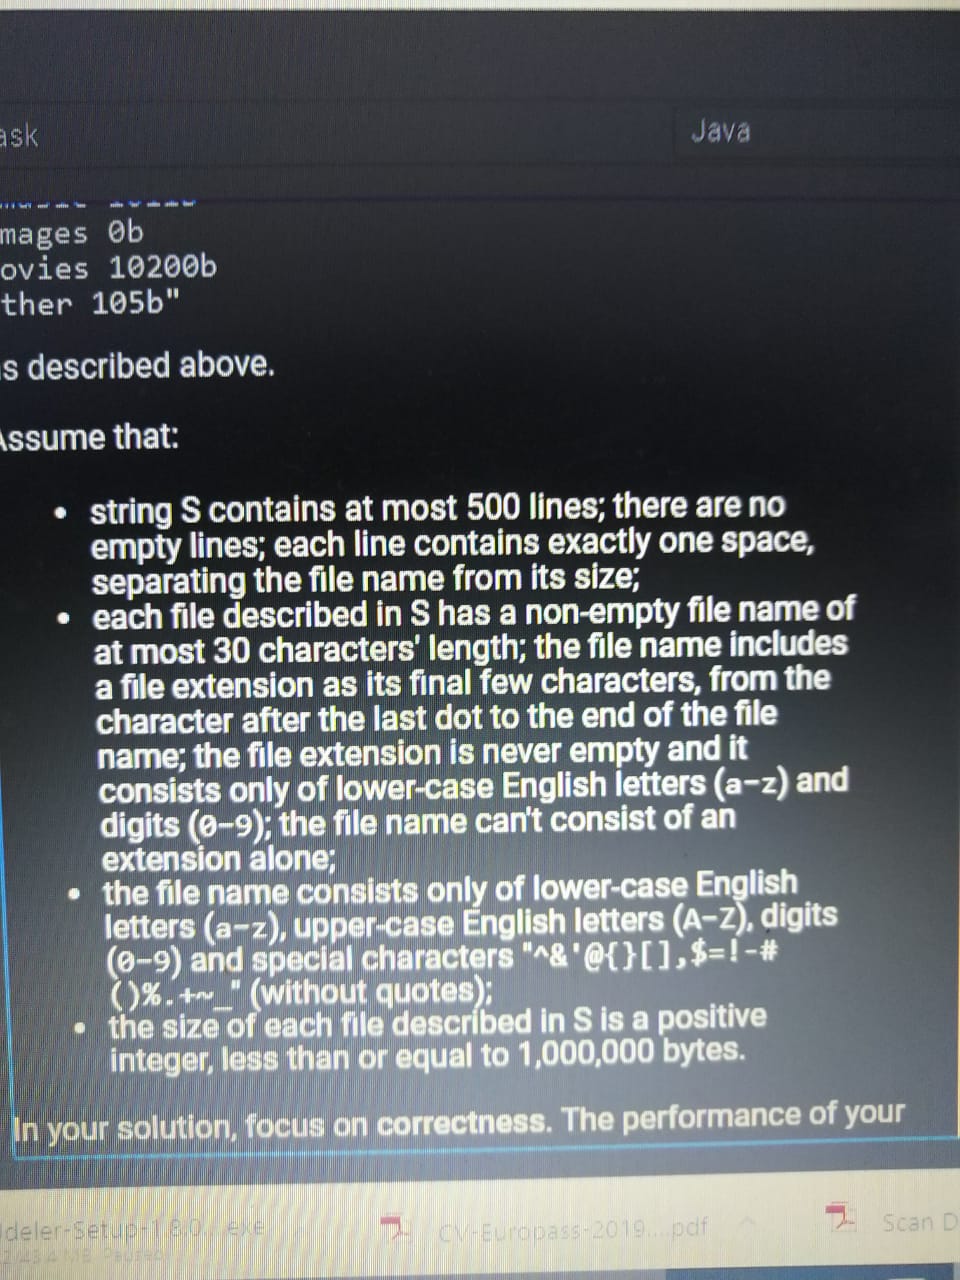 ask
Java
mages 0b
ovies 10200b
ther 105b"
s described above.
Assume that:
• string S contains at most 500 lines; there are no
empty lines; each line contains exactly one space,
separating the file name from its size;
• each file described in S has a non-empty file name of
at most 30 characters' length; the file name includes
a file extension as its final few characters, from the
character after the last dot to the end of the file
name; the file extension is never empty and it
consists only of lower-case English letters (a-z) and
digits (0-9); the file name can't consist of an
extension alone;
• the file name consists only of lower-case English
letters (a-z), upper-case English letters (A-Z), digits
(0-9) and special characters "^&'@{}[],$=!-#
()%.+~_" (without quotes);
• the size of each file described in S is a positive
integer, less than or equal to 1,000,000 bytes.
In your solution, focus on correctness. The performance of your
deler-Setup-1.8.0....exe
CV-Europass-2019....pdf
Scan D